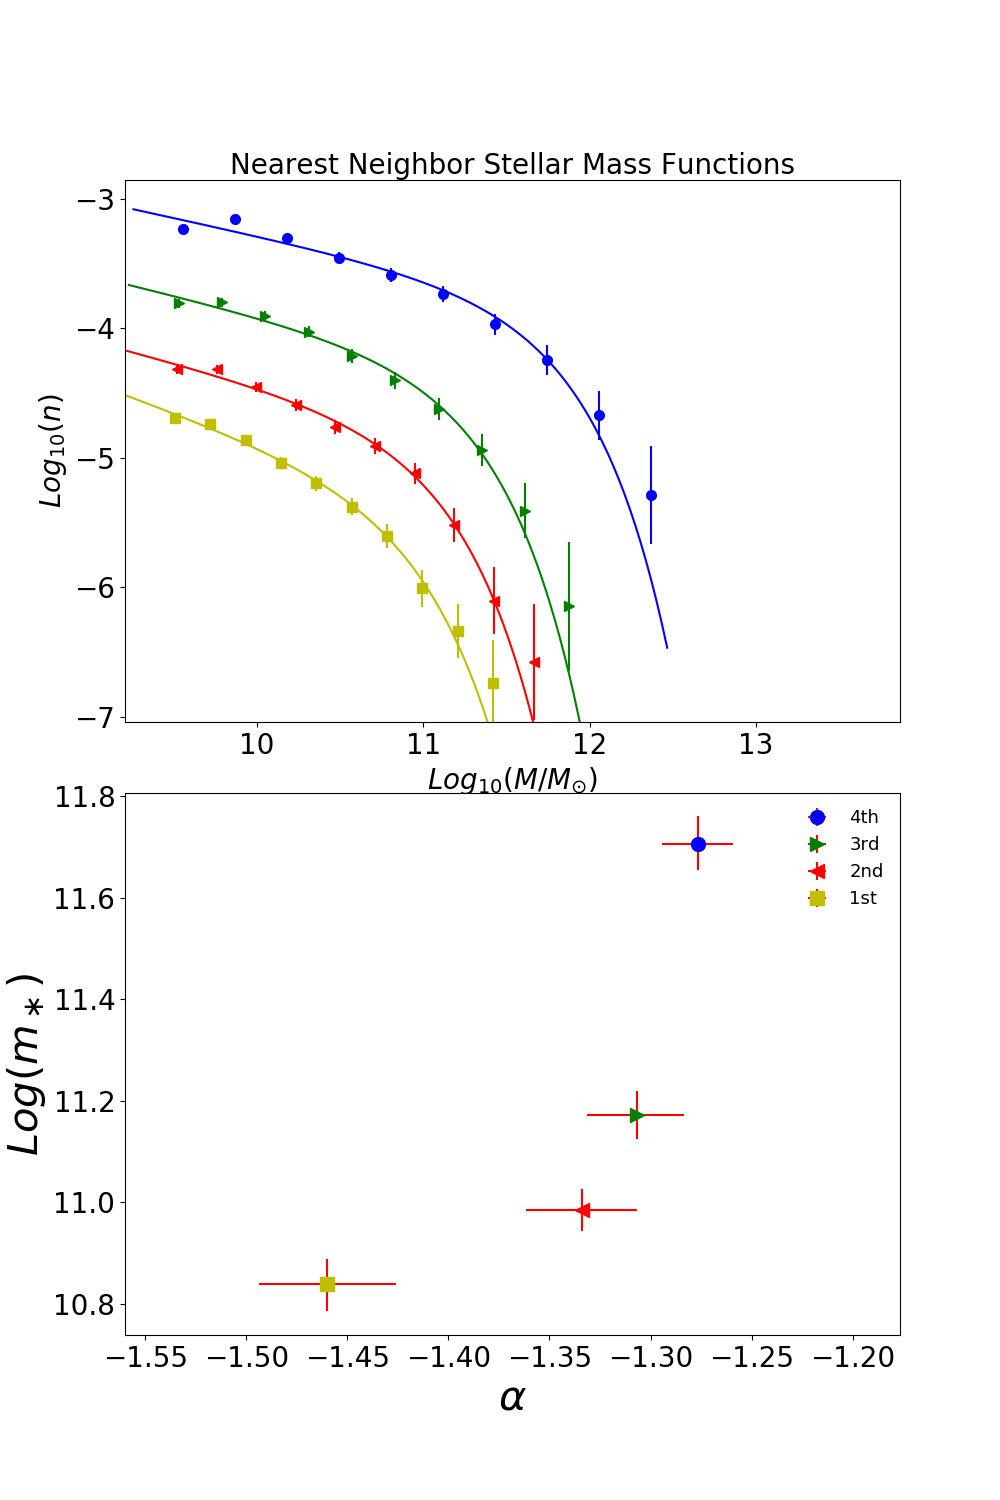 Nearest Neighbor Stellar Mass Functions
−3
−4
−5
−6
−7
Log₁₀(n)
10 11 12 13
Log₁₀(M/M⊙)
11.8
11.6
11.4
11.2
11.0
10.8
Log(m∗)
4th
3rd
2nd
1st
−1.55 −1.50 −1.45 −1.40 −1.35 −1.30 −1.25 −1.20
α